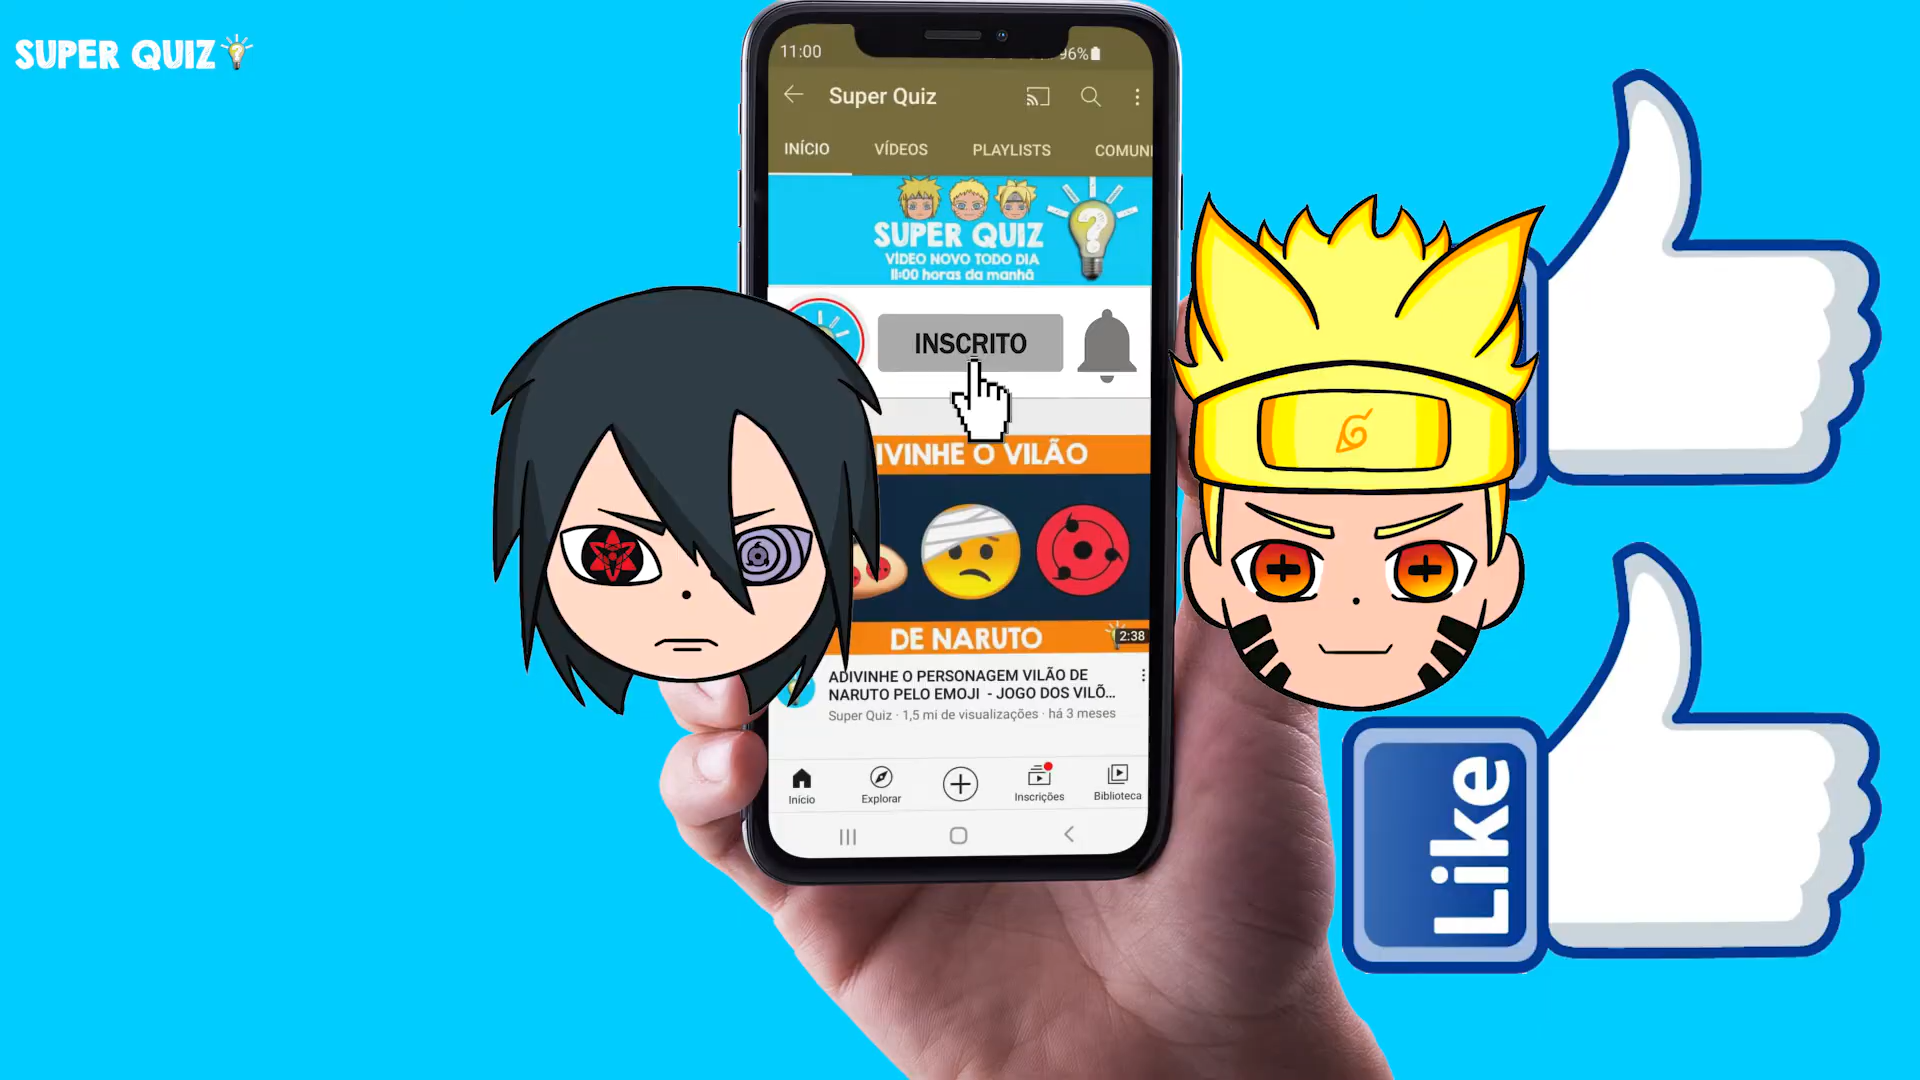 SUPER QUIZ
11:00
96%
Super Quiz
INÍCIO VÍDEOS PLAYLISTS COMUNI
SUPER QUIZ
VÍDEO NOVO TODO DIA
11:00 horas da manhã
INSCRITO
IVINHE O VILÃO
DE NARUTO
2:38
ADIVINHE O PERSONAGEM VILÃO DE
NARUTO PELO EMOJI - JOGO DOS VILÕ...
Super Quiz · 1,5 mi de visualizações · há 3 meses
Início Explorar Inscrições Biblioteca
Like